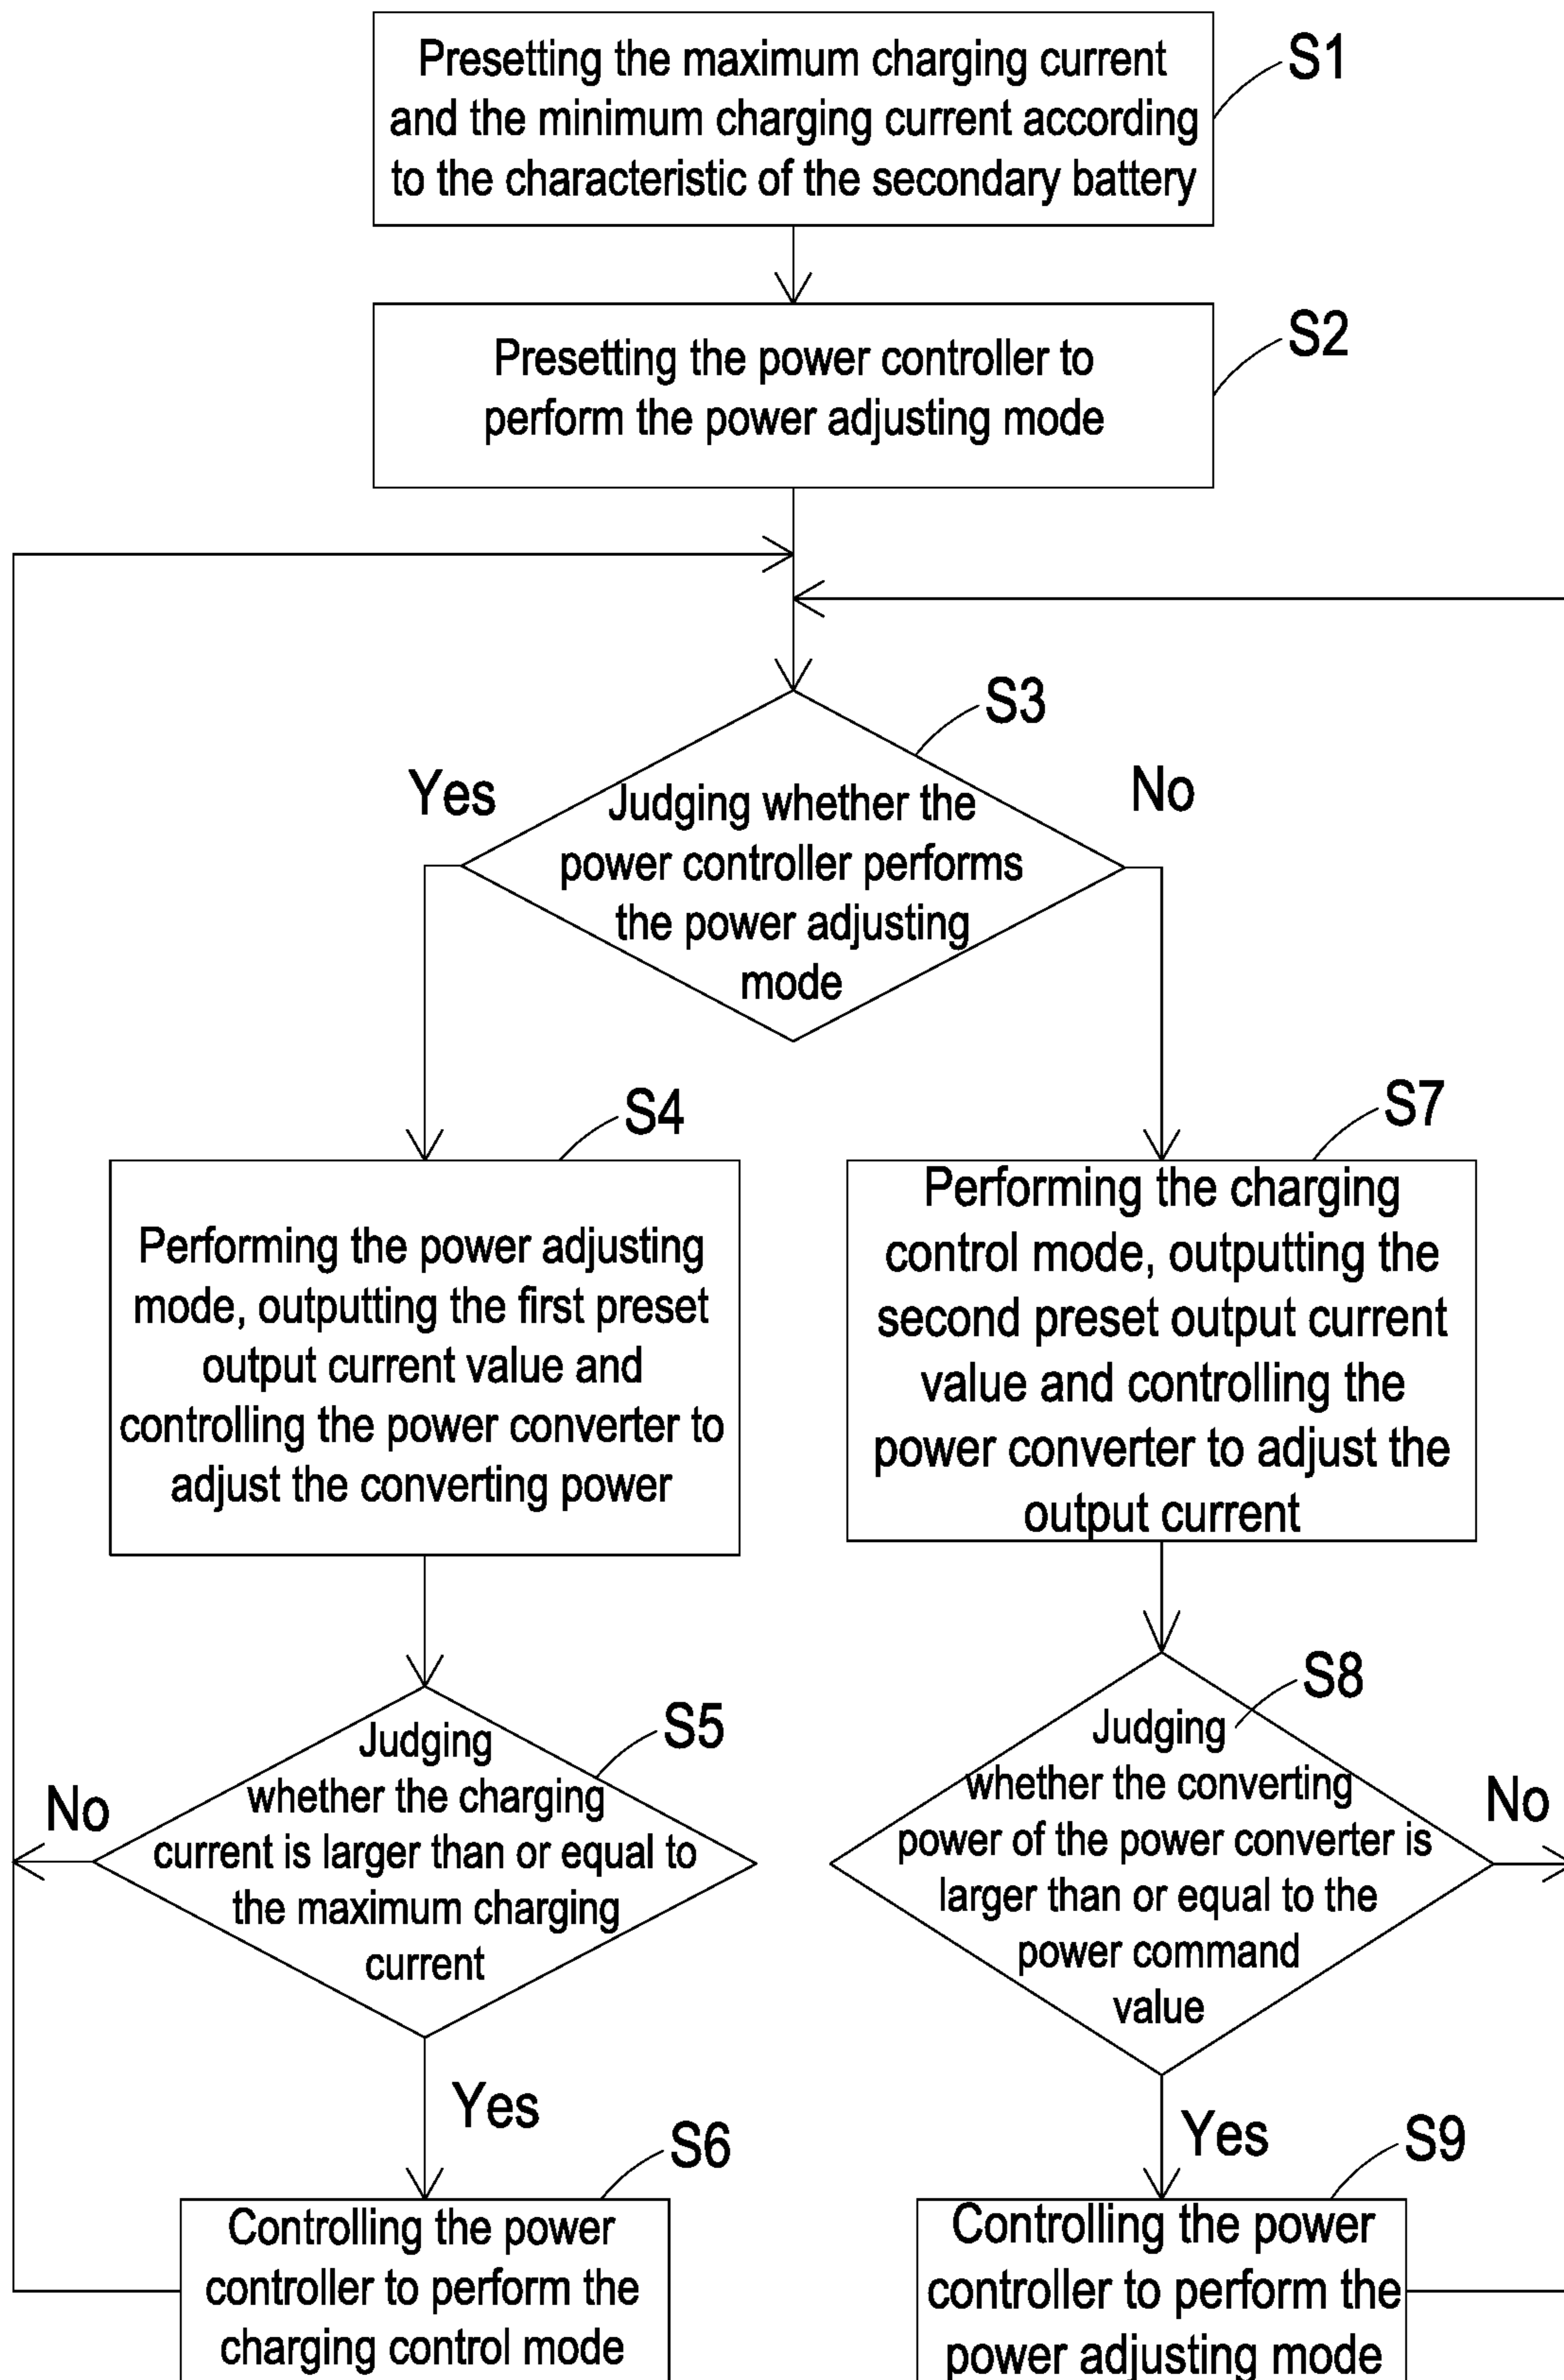 Presetting the maximum charging current
and the minimum charging current according
to the characteristic of the secondary battery
S1
Presetting the power controller to
perform the power adjusting mode
S2
S3
Yes
No
Judging whether the
power controller performs
the power adjusting
mode
S4
Performing the power adjusting
mode, outputting the first preset
output current value and
controlling the power converter to
adjust the converting power
S7
Performing the charging
control mode, outputting the
second preset output current
value and controlling the
power converter to adjust the
output current
S5
Judging
whether the charging
current is larger than or equal to
the maximum charging
current
No
Yes
S8
Judging
whether the converting
power of the power converter is
larger than or equal to the
power command
value
No
Yes
S6
Controlling the power
controller to perform the
charging control mode
S9
Controlling the power
controller to perform the
power adjusting mode